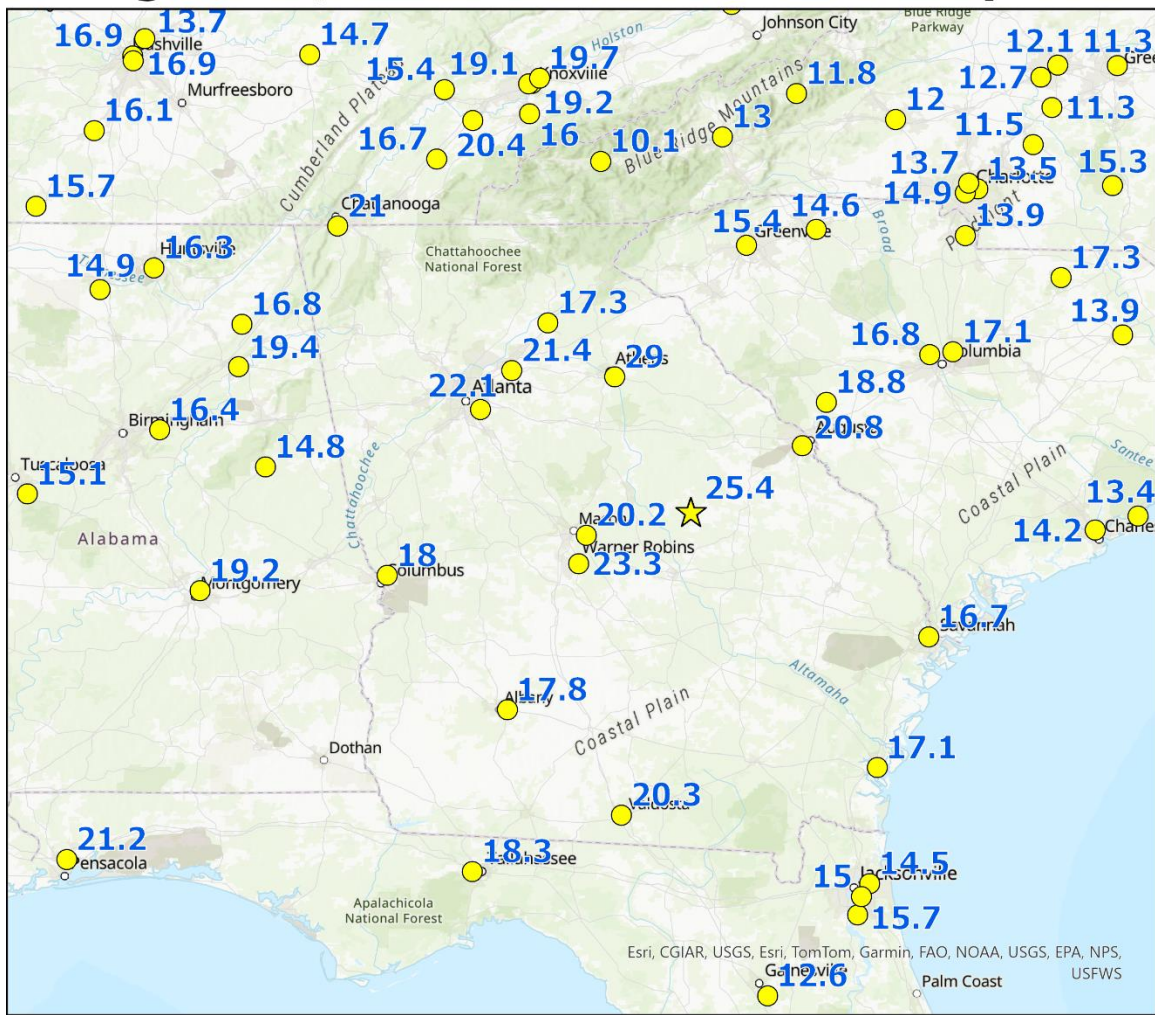 Johnson City
Blue Ridge
Parkway
Holston
16.9
13.7
14.7
15.4
19.1
19.7
11.8
12.7
12.1
11.3
Murfreesboro
Cumberland Plateau
16.1
16.7
20.4
19.2
16
10.1
Blue Ridge Mountains
13
12
11.3
11.5
13.7
13.5
14.9
15.3
15.7
Chattanooga
21
Chattahoochee
National Forest
15.4
14.6
Greenville
Broad
Piedmont
13.9
14.9
16.3
16.8
19.4
17.3
21.4
22.1
Atlanta
Athens
29
17.3
13.9
16.8
17.1
Columbia
18.8
Augusta
20.8
Birmingham
16.4
14.8
Tuscaloosa
15.1
Alabama
Chattahoochee
25.4
20.2
Warner Robins
23.3
Coastal Plain
Santee
13.4
14.2
Montgomery
19.2
18
Columbus
16.7
Savannah
Altamaha
Albany
17.8
Coastal Plain
Dothan
17.1
20.3
Valdosta
21.2
Pensacola
18.3
Tallahassee
Apalachicola
National Forest
15
14.5
Jacksonville
15.7
Esri, CGIAR, USGS, Esri, TomTom, Garmin, FAO, NOAA, USGS, EPA, NPS,
USFWS
12.6
Gainesville
Palm Coast